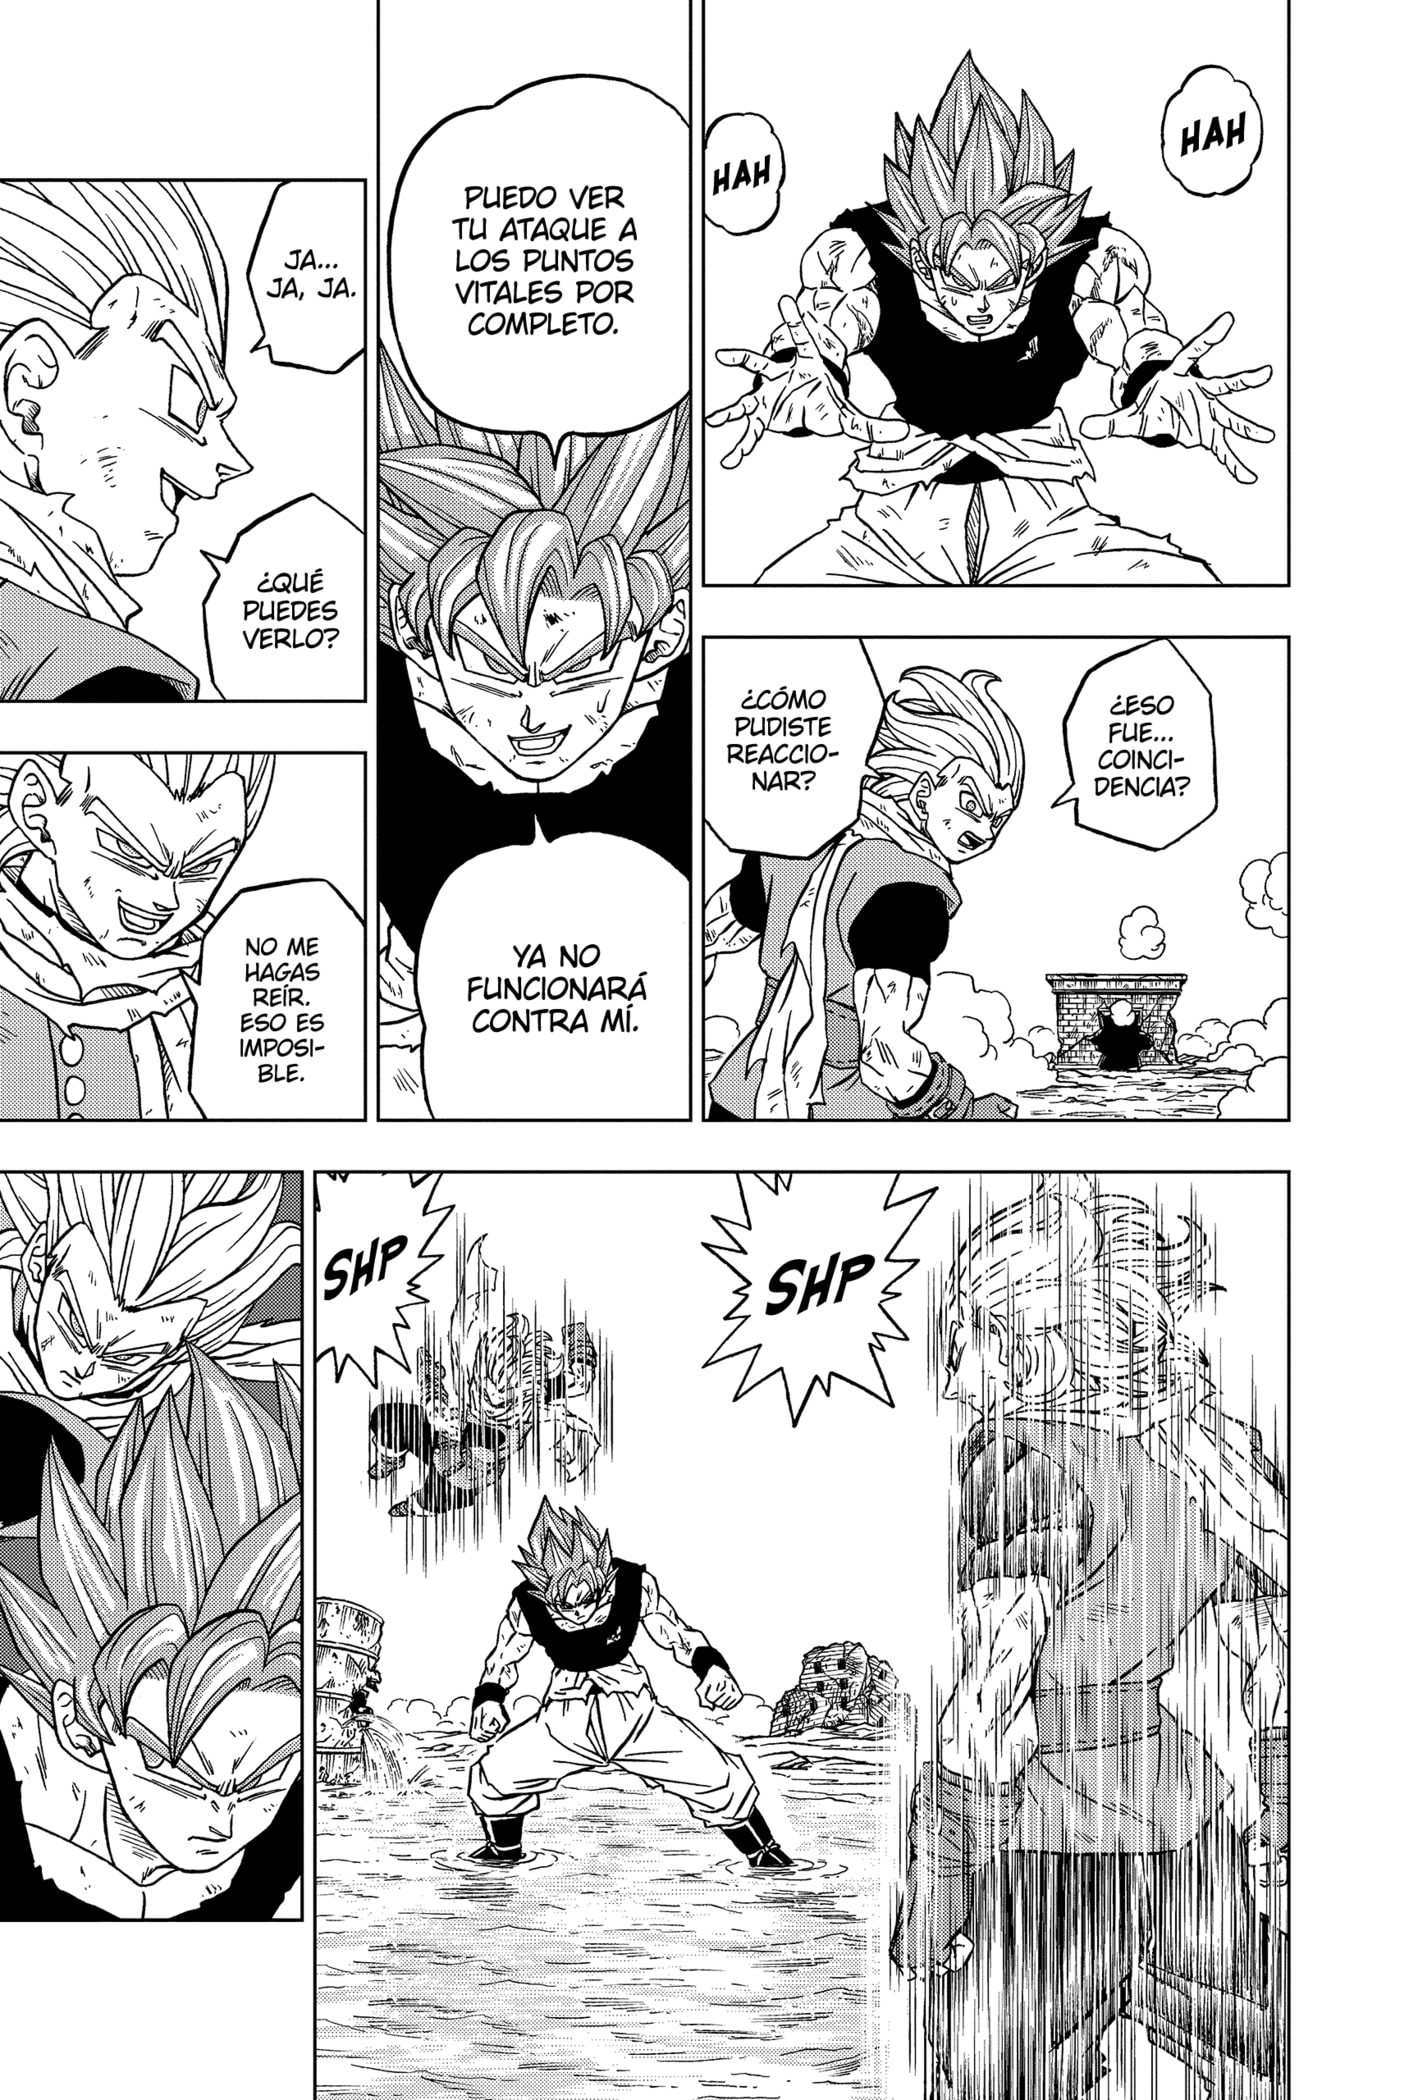 HAH
HAH
¿ESO
FUE...
COINCI-
DENCIA?
¿CÓMO
PUDISTE
REACCIO-
NAR?
PUEDO VER
TU ATAQUE A
LOS PUNTOS
VITALES POR
COMPLETO.
YA NO
FUNCIONARÁ
CONTRA MÍ.
JA...
JA, JA.
¿QUÉ
PUEDES
VERLO?
NO ME
HAGAS
REÍR.
ESO ES
IMPOSI-
BLE.
SHP
SHP